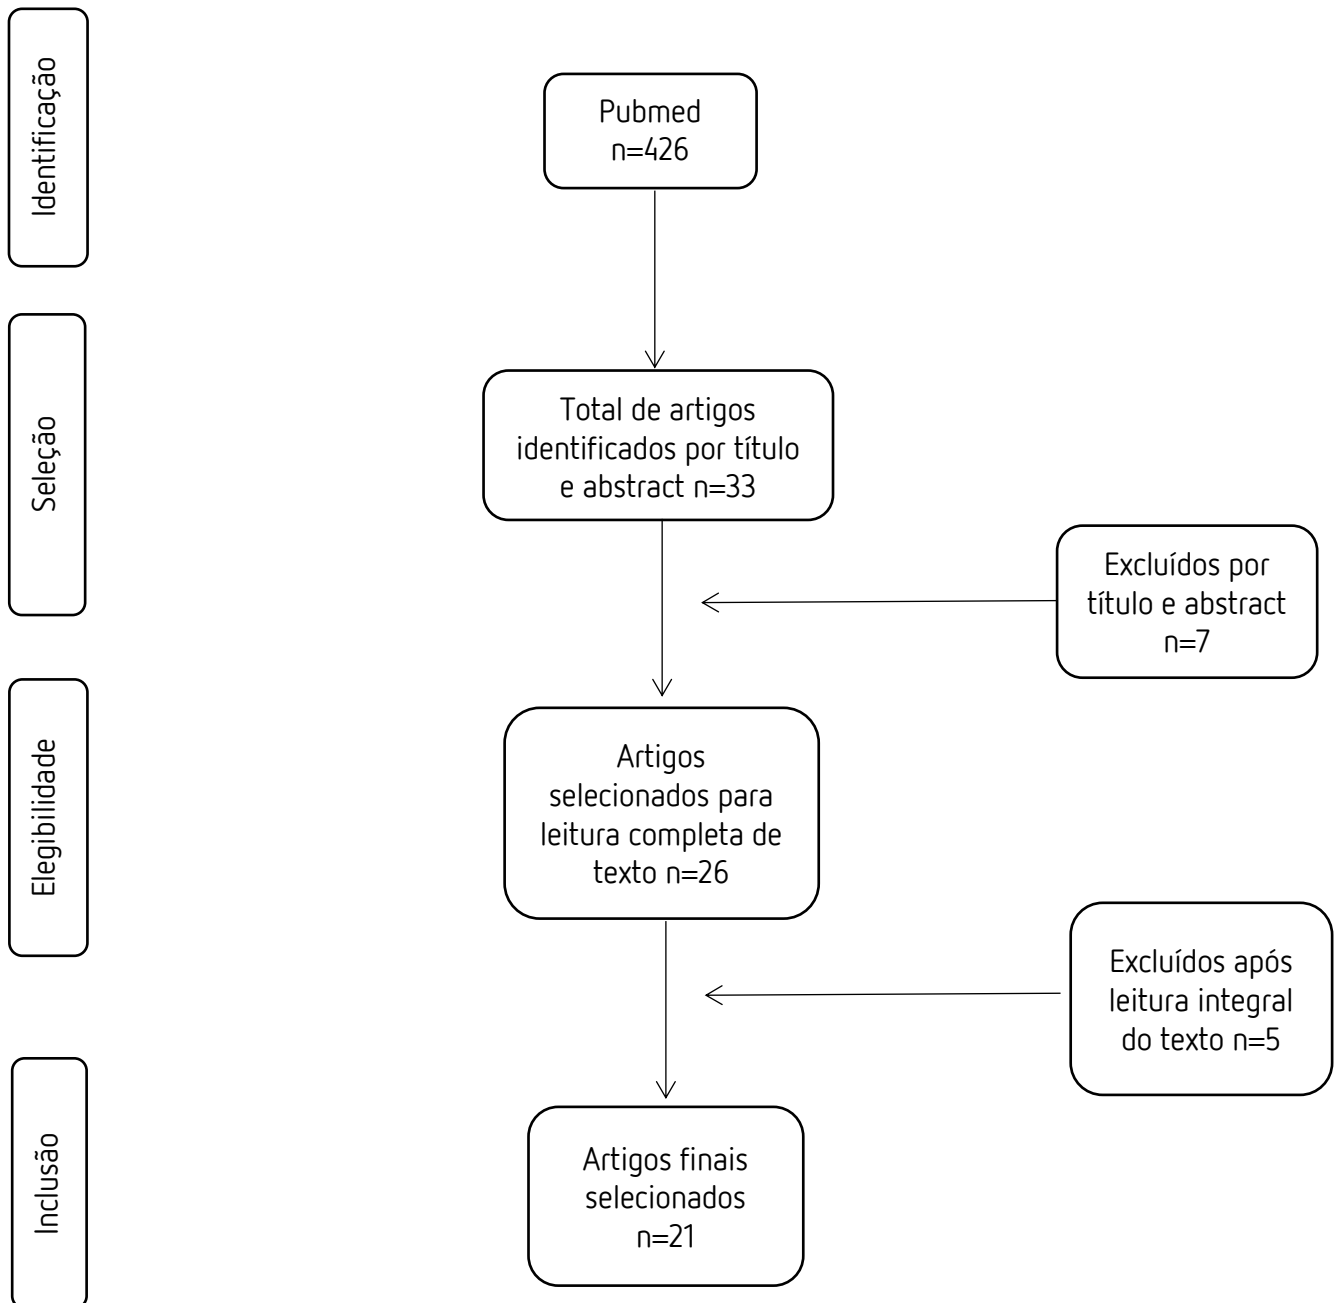 Identificação
Pubmed
n=426
Seleção
Total de artigos
identificados por título
e abstract n=33
Excluídos por
título e abstract
n=7
Elegibilidade
Artigos
selecionados para
leitura completa de
texto n=26
Excluídos após
leitura integral
do texto n=5
Inclusão
Artigos finais
selecionados
n=21